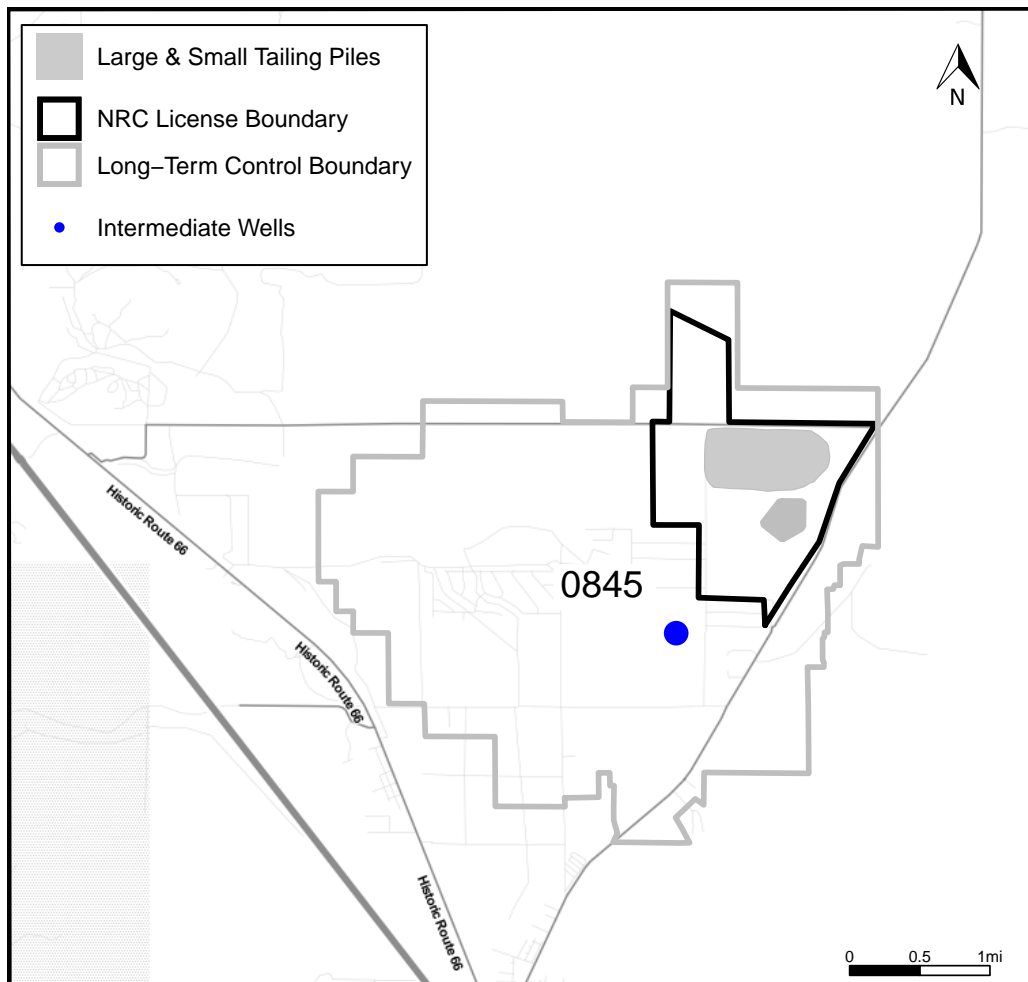 Large & Small Tailing Piles
NRC License Boundary
Long−Term Control Boundary
Intermediate Wells
N
Historic Route 66
0845
Historic Route 66
Historic Route 66
0 0.5 1mi